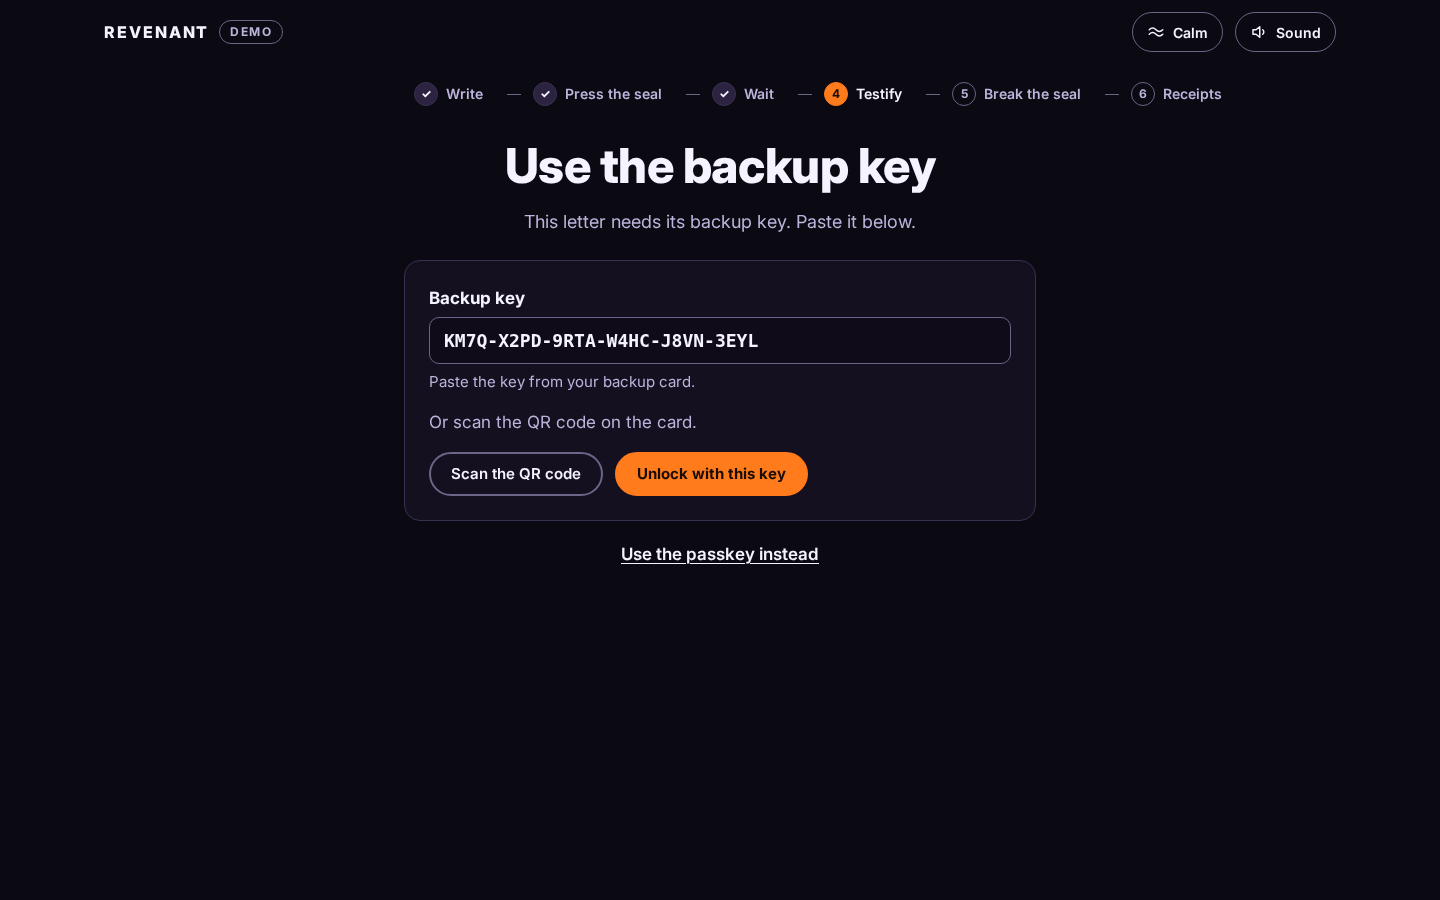 REVENANT DEMO Calm Sound
Write — Press the seal — Wait — 4 Testify — 5 Break the seal — 6 Receipts
Use the backup key
This letter needs its backup key. Paste it below.
Backup key
KM7Q-X2PD-9RTA-W4HC-J8VN-3EYL
Paste the key from your backup card.
Or scan the QR code on the card.
Scan the QR code Unlock with this key
Use the passkey instead